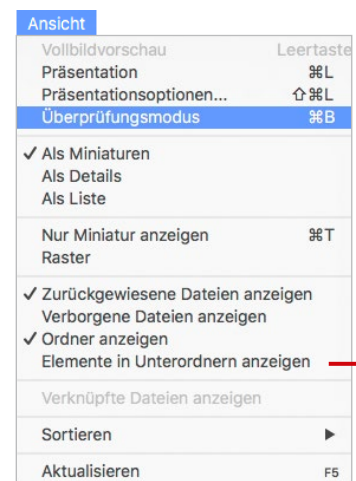 Ansicht
Vollbildvorschau Leertaste
Präsentation ⌘L
Präsentationsoptionen... ⇧⌘L
Überprüfungsmodus ⌘B
✓ Als Miniaturen
Als Details
Als Liste
Nur Miniatur anzeigen ⌘T
Raster
✓ Zurückgewiesene Dateien anzeigen
Verborgene Dateien anzeigen
✓ Ordner anzeigen
Elemente in Unterordnern anzeigen
Verknüpfte Dateien anzeigen
Sortieren ▶
Aktualisieren F5